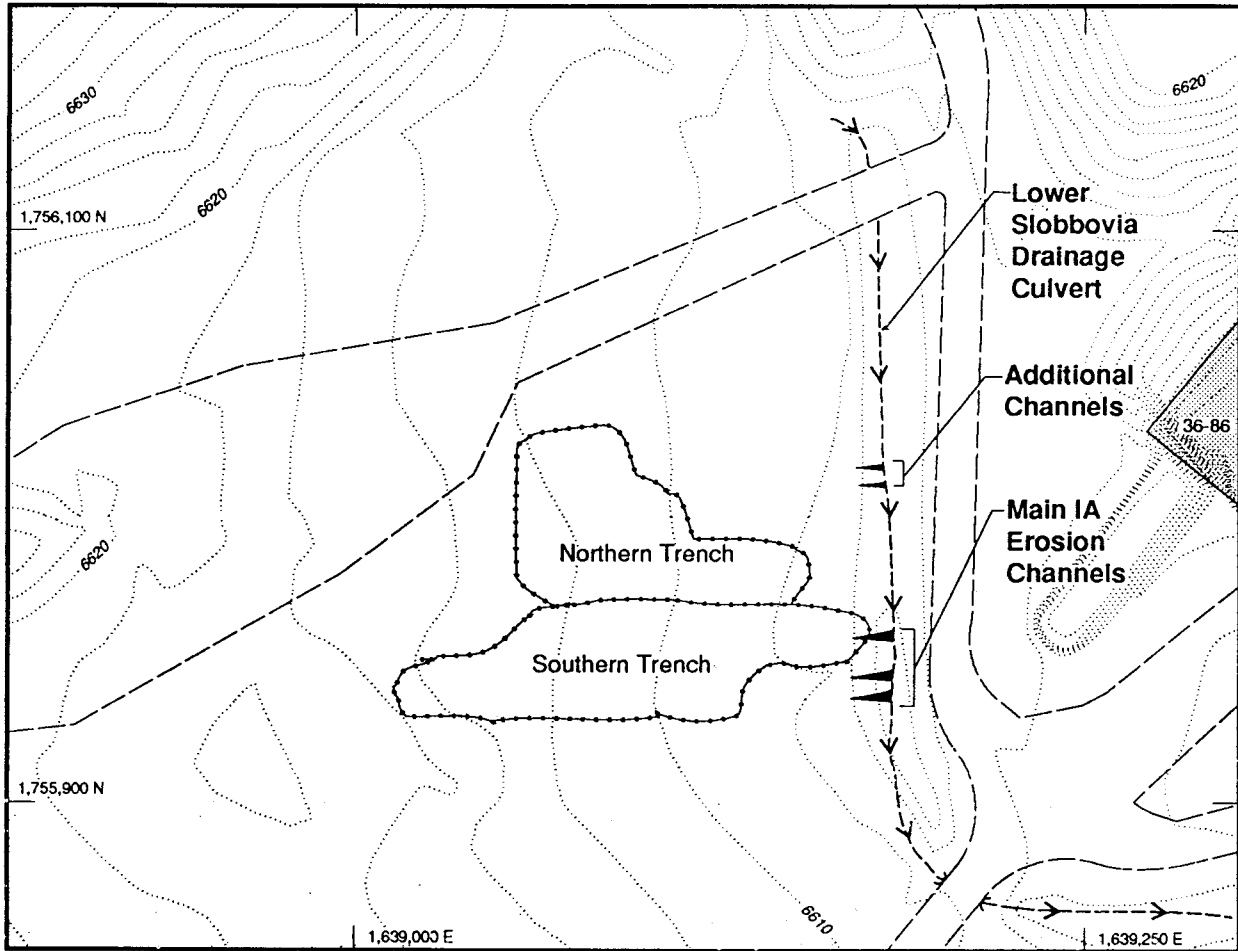 6630
6620
6620
1,756,100 N
Lower
Slobbovia
Drainage
Culvert
Additional
Channels
36-86
Main IA
Erosion
Channels
Northern Trench
6620
Southern Trench
1,755,900 N
6610
1,639,000 E
1,639,250 E